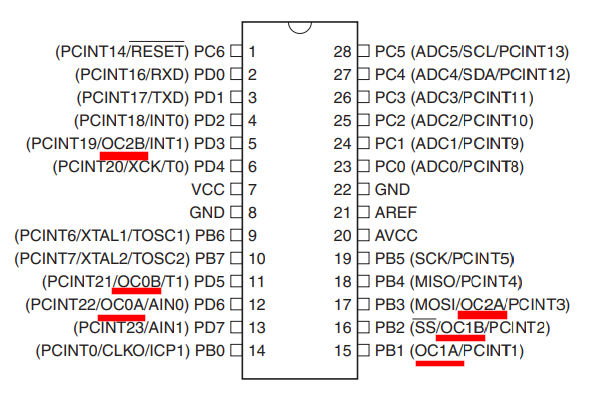 (PCINT14/RESET) PC6 1 28 PC5 (ADC5/SCL/PCINT13)
(PCINT16/RXD) PD0 2 27 PC4 (ADC4/SDA/PCINT12)
(PCINT17/TXD) PD1 3 26 PC3 (ADC3/PCINT11)
(PCINT18/INT0) PD2 4 25 PC2 (ADC2/PCINT10)
(PCINT19/OC2B/INT1) PD3 5 24 PC1 (ADC1/PCINT9)
(PCINT20/XCK/T0) PD4 6 23 PC0 (ADC0/PCINT8)
VCC 7 22 GND
GND 8 21 AREF
(PCINT6/XTAL1/TOSC1) PB6 9 20 AVCC
(PCINT7/XTAL2/TOSC2) PB7 10 19 PB5 (SCK/PCINT5)
(PCINT21/OC0B/T1) PD5 11 18 PB4 (MISO/PCINT4)
(PCINT22/OC0A/AIN0) PD6 12 17 PB3 (MOSI/OC2A/PCINT3)
(PCINT23/AIN1) PD7 13 16 PB2 (SS/OC1B/PCINT2)
(PCINT0/CLKO/ICP1) PB0 14 15 PB1 (OC1A/PCINT1)